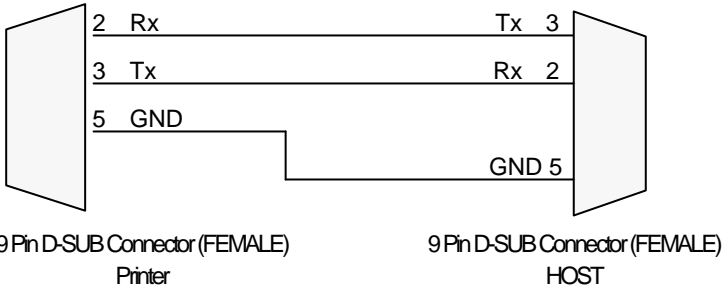 2 Rx Tx 3
3 Tx Rx 2
5 GND
GND 5
9 Pin D-SUB Connector (FEMALE) 9 Pin D-SUB Connector (FEMALE)
Printer HOST